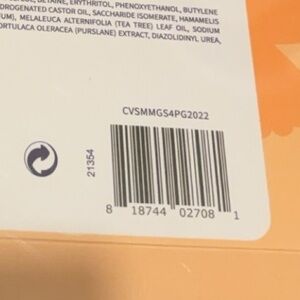 BETAINE, ERYTHRITOL, PHENOXYETHANOL, BUTYLENE
DROGENATED CASTOR OIL, SACCHARIDE ISOMERATE, HAMAMELIS
TUM), MELALEUCA ALTERNIFOLIA (TEA TREE) LEAF OIL, SODIUM
ORTULACA OLERACEA (PURSLANE) EXTRACT, DIAZOLIDINYL UREA,
CVSMMGS4PG2022
21354
8 18744 02708 1